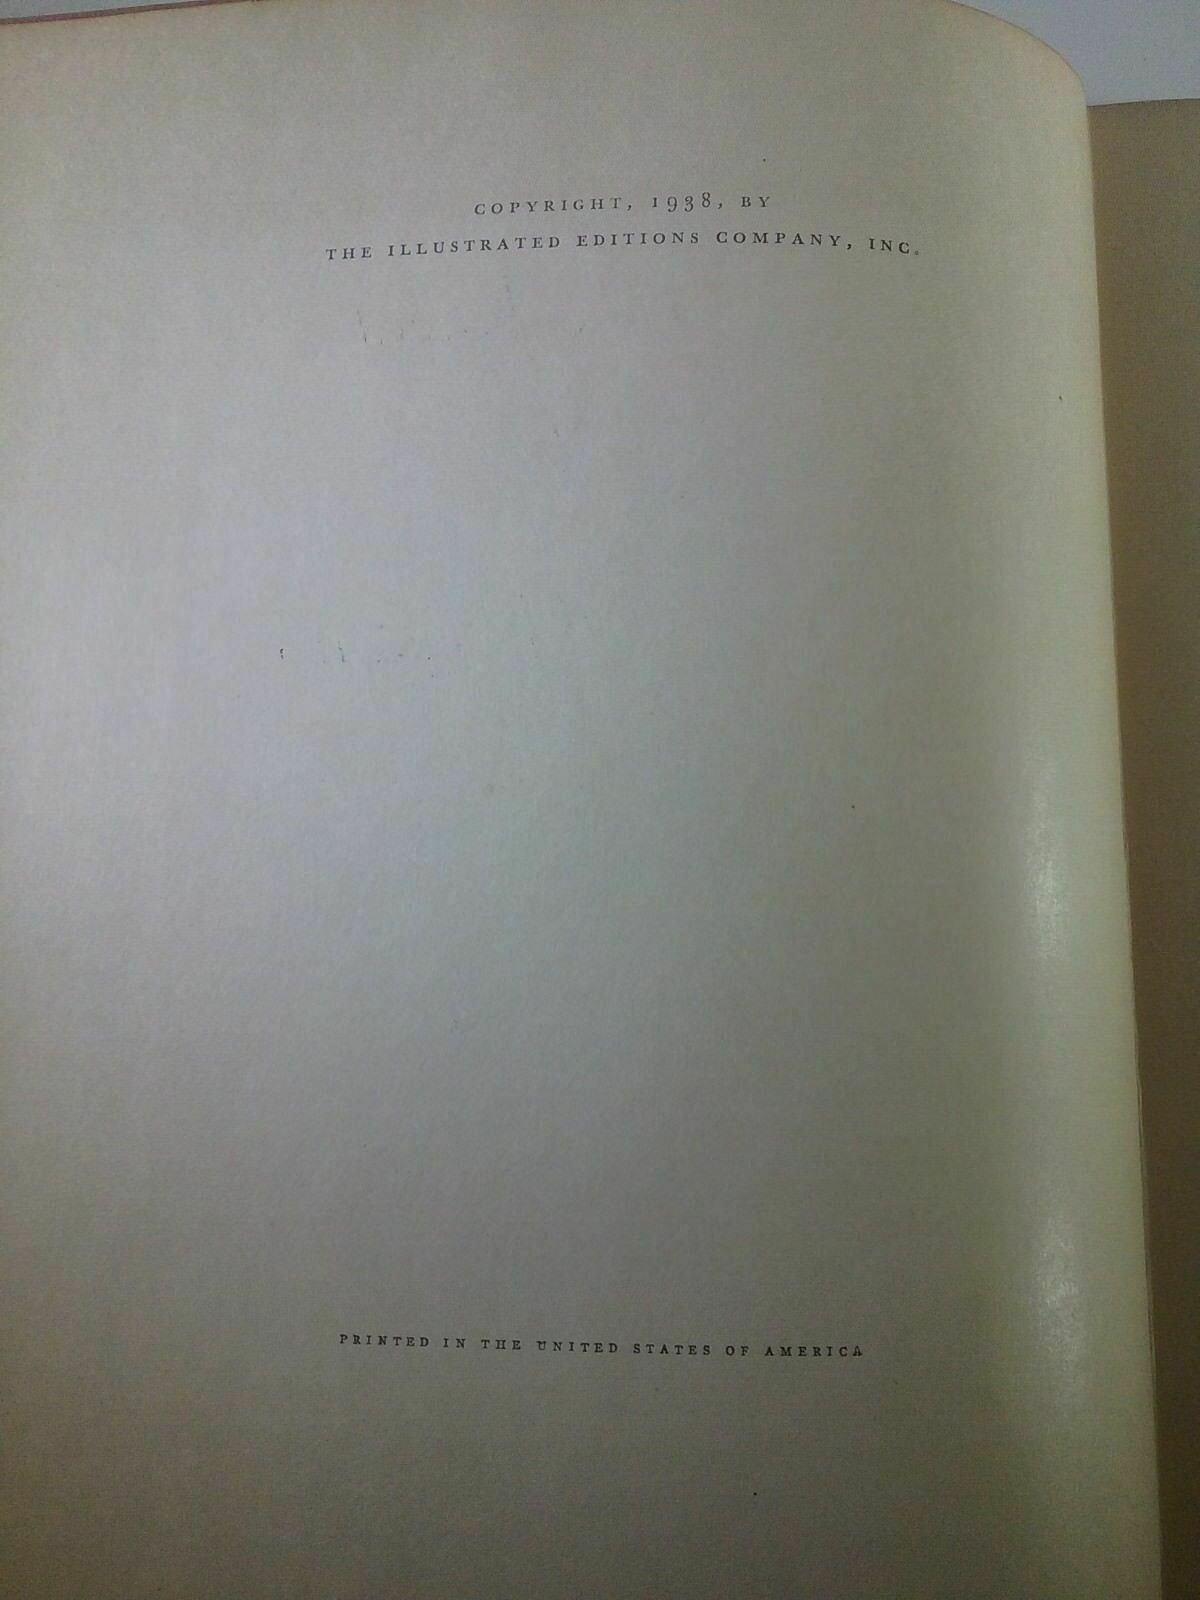 COPYRIGHT, 1938, BY
THE ILLUSTRATED EDITIONS COMPANY, INC.
PRINTED IN THE UNITED STATES OF AMERICA